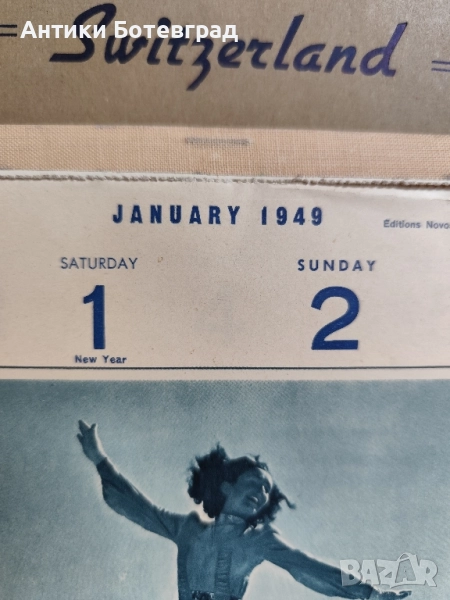 Антики Ботевград
Switzerland
JANUARY 1949
Editions Novo
SATURDAY
SUNDAY
1
2
New Year
BAZAR